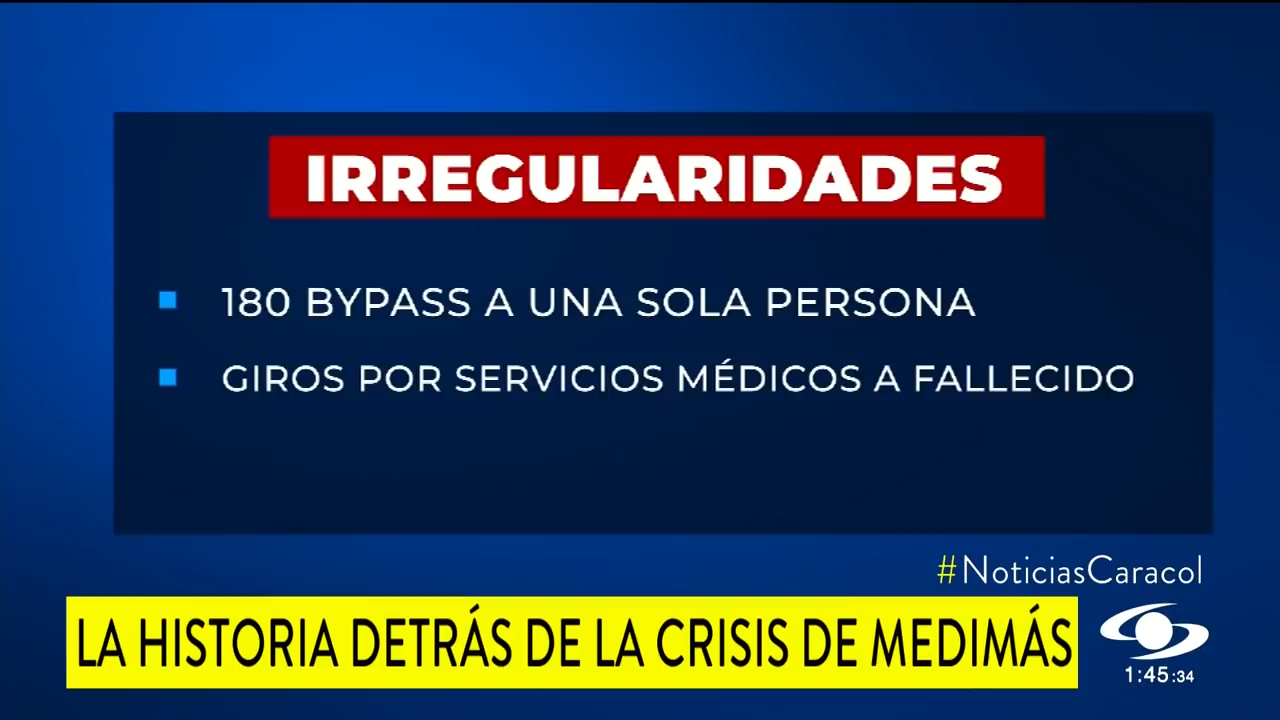 IRREGULARIDADES
180 BYPASS A UNA SOLA PERSONA
GIROS POR SERVICIOS MÉDICOS A FALLECIDO
#NoticiasCaracol
LA HISTORIA DETRÁS DE LA CRISIS DE MEDIMÁS
1:45:34